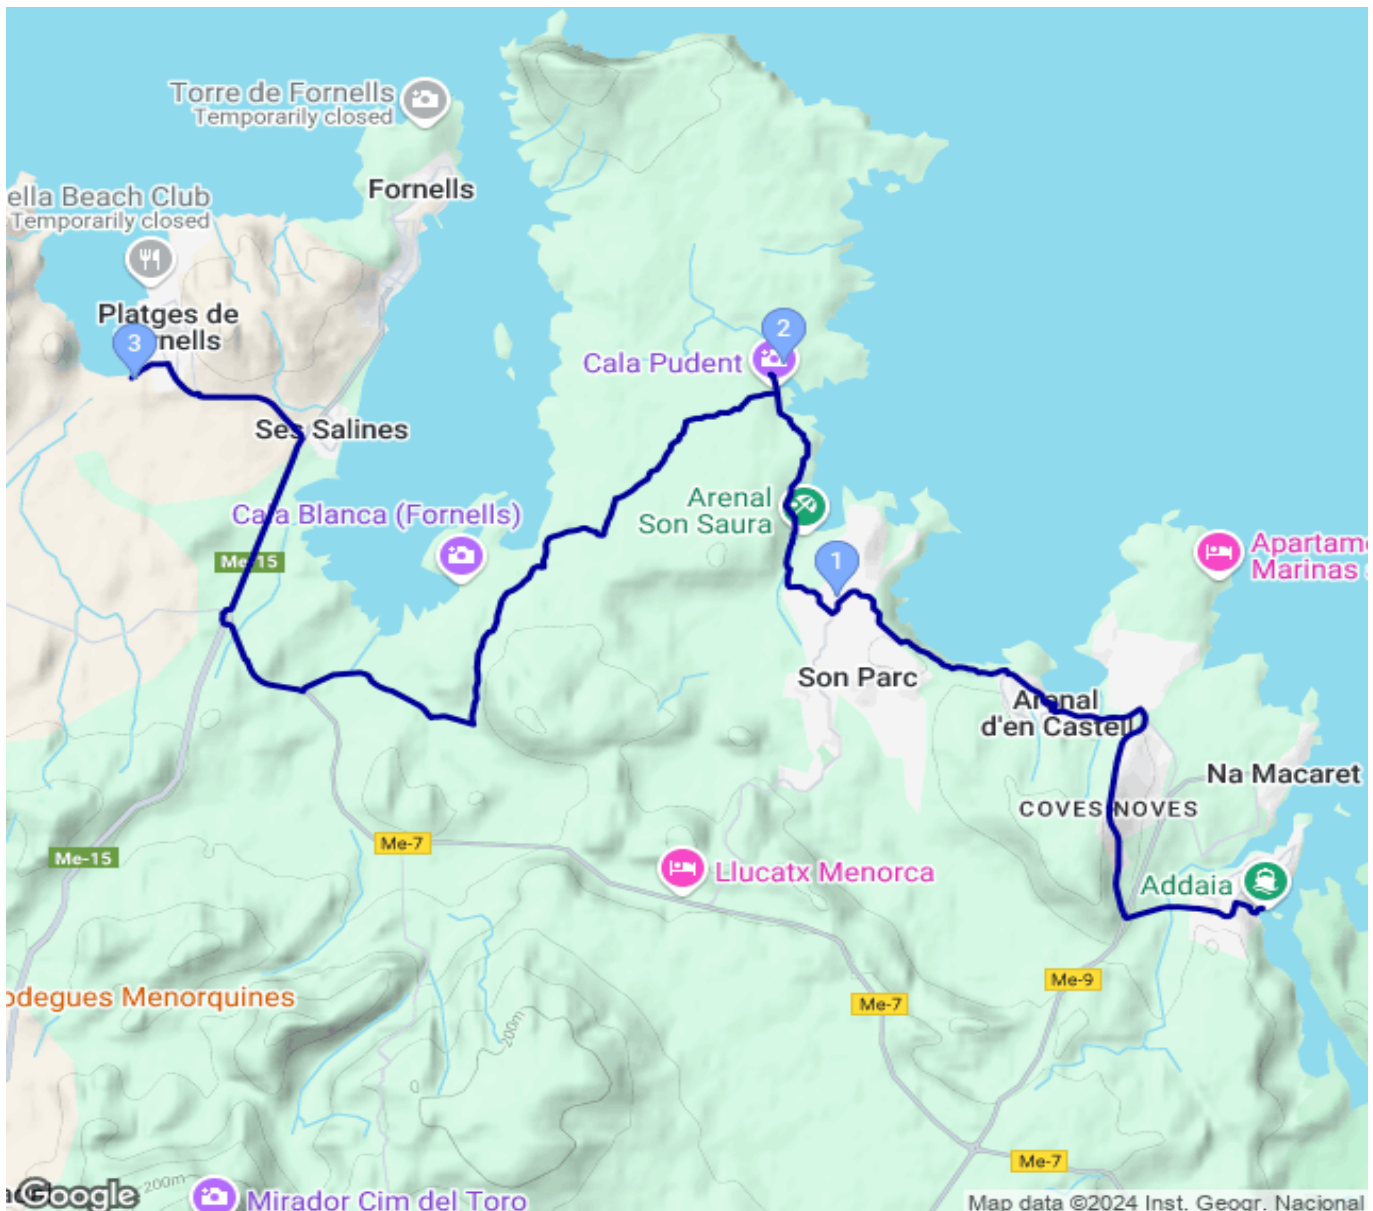 Torre de Fornells
Temporarily closed
Fornells
ella Beach Club
Temporarily closed
Platges de
rnells
3
2
Cala Pudent
Ses Salines
Arenal
Son Saura
Cala Blanca (Fornells)
Me-15
1
Apartame
Marinas
Son Parc
Arenal
d'en Castell
Na Macaret
COVES NOVES
Me-7
Me-15
Llucatx Menorca
Addaia
Me-9
odegues Menorquines
Me-7
200m
Me-7
200m
Google
Mirador Cim del Toro
Map data ©2024 Inst. Geogr. Nacional